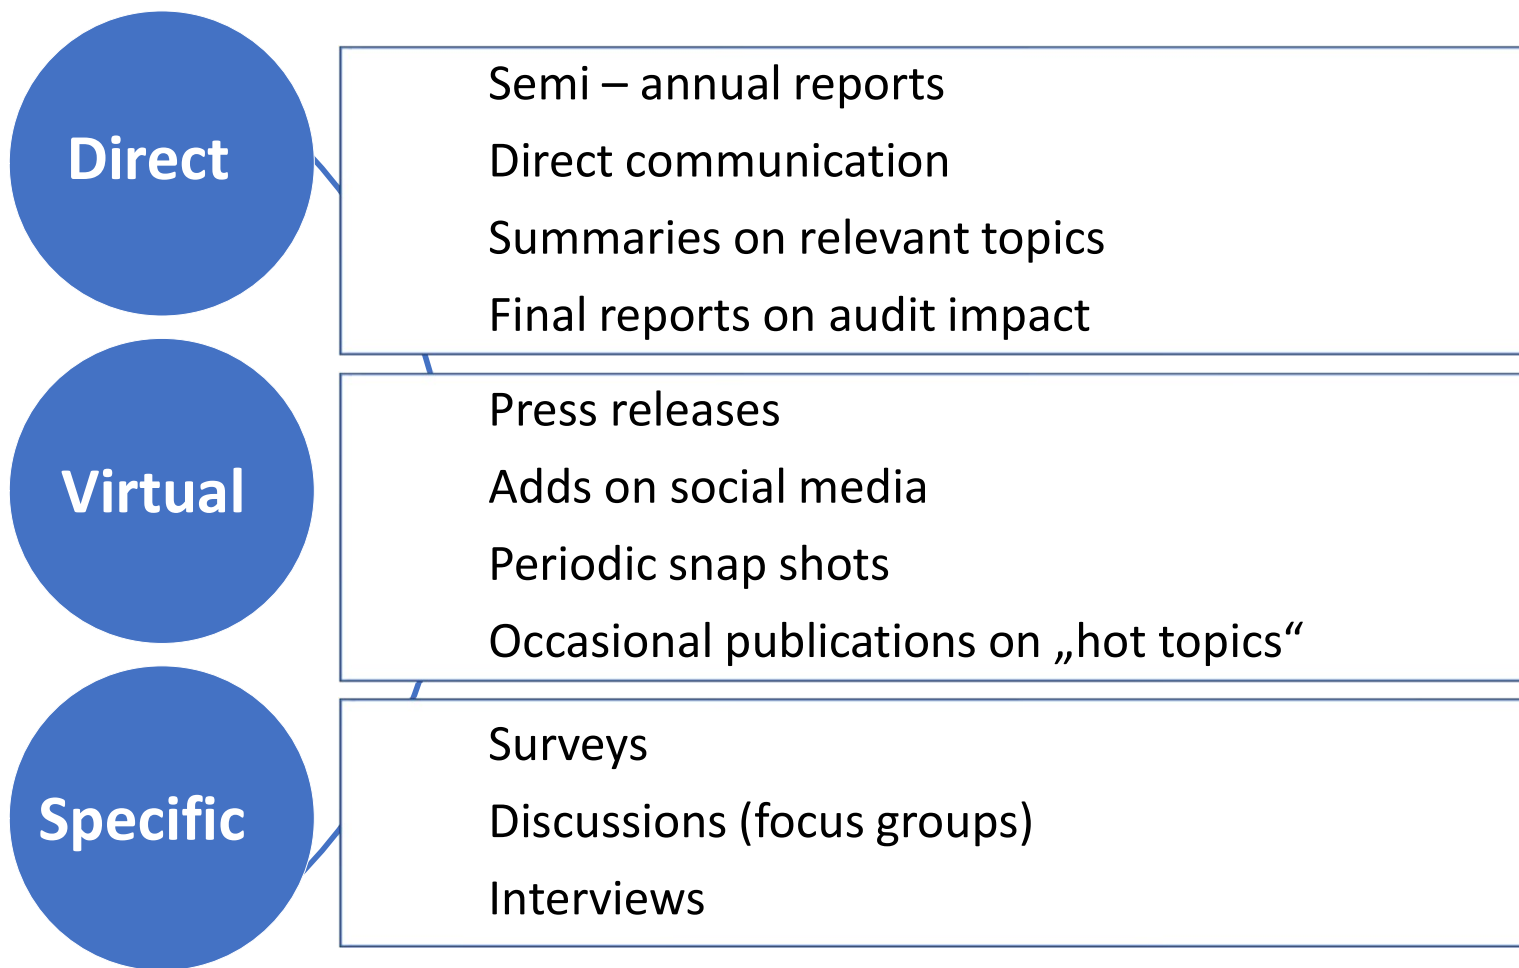 Direct
Semi – annual reports
Direct communication
Summaries on relevant topics
Final reports on audit impact
Virtual
Press releases
Adds on social media
Periodic snap shots
Occasional publications on „hot topics“
Specific
Surveys
Discussions (focus groups)
Interviews